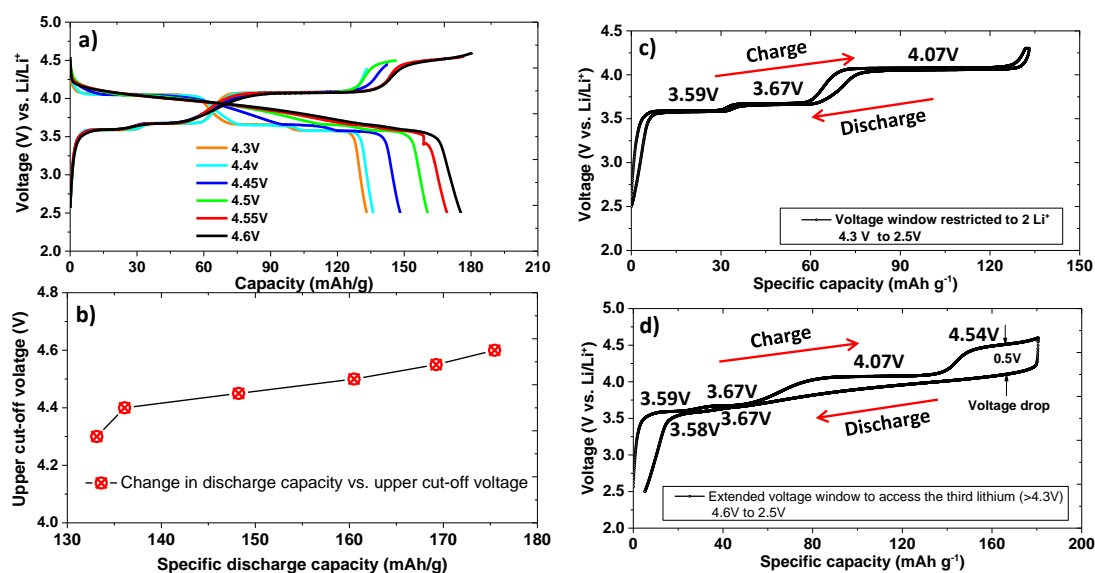 a)
Voltage (V) vs. Li/Li⁺
5.0
4.5
4.0
3.5
3.0
2.5
2.0
4.3V
4.4v
4.45V
4.5V
4.55V
4.6V
0 30 60 90 120 150 180 210
Capacity (mAh/g)
b)
Upper cut-off volatge (V)
4.8
4.6
4.4
4.2
4.0
Change in discharge capacity vs. upper cut-off voltage
130 140 150 160 170 180
Specific discharge capacity (mAh/g)
c)
Voltage (V vs. Li/Li⁺)
4.5
4.0
3.5
3.0
2.5
2.0
Charge
4.07V
3.67V
3.59V
Discharge
Voltage window restricted to 2 Li⁺
4.3 V to 2.5V
0 30 60 90 120 150
Specific capacity (mAh g⁻¹)
d)
Voltage (V vs. Li/Li⁺)
5.0
4.5
4.0
3.5
3.0
2.5
2.0
Charge
4.54V
4.07V
0.5V
3.67V
3.59V
Voltage drop
3.67V
3.58V
Discharge
Extended voltage window to access the third lithium (>4.3V)
4.6V to 2.5V
0 40 80 120 160 200
Specific capacity (mAh g⁻¹)